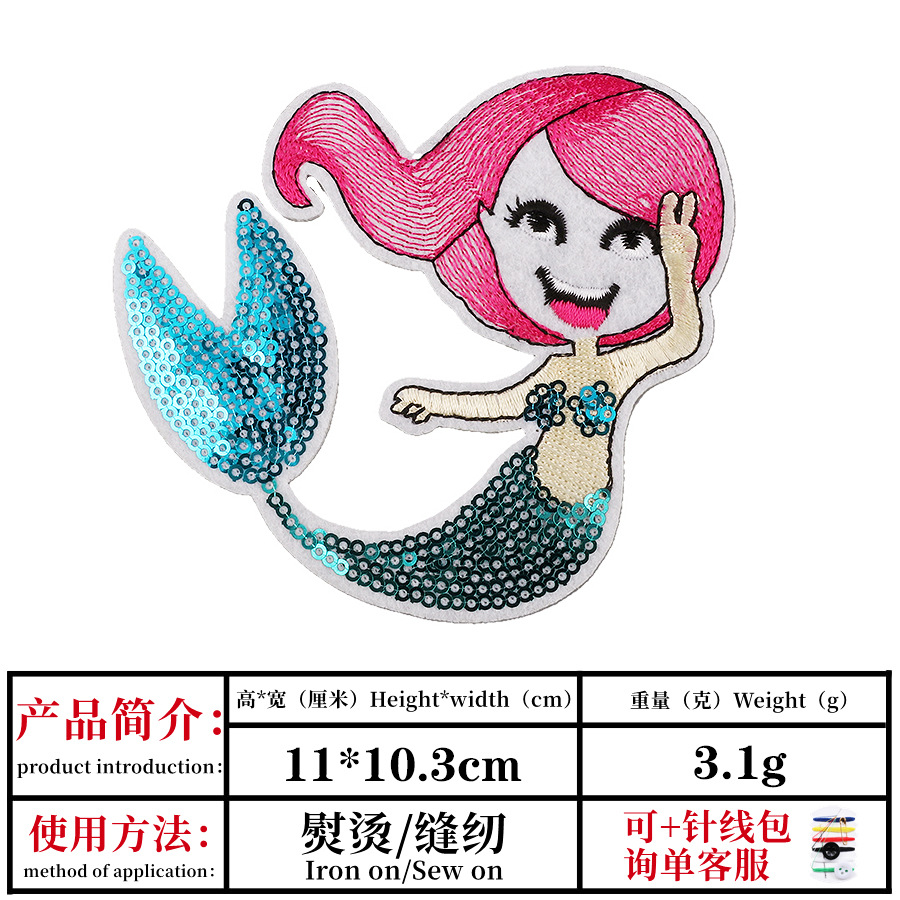 产品简介：
product introduction：
高*宽（厘米）Height*width（cm）
重量（克）Weight（g）
11*10.3cm
3.1g
使用方法：
method of application：
熨烫/缝纫
Iron on/Sew on
可+针线包
询单客服